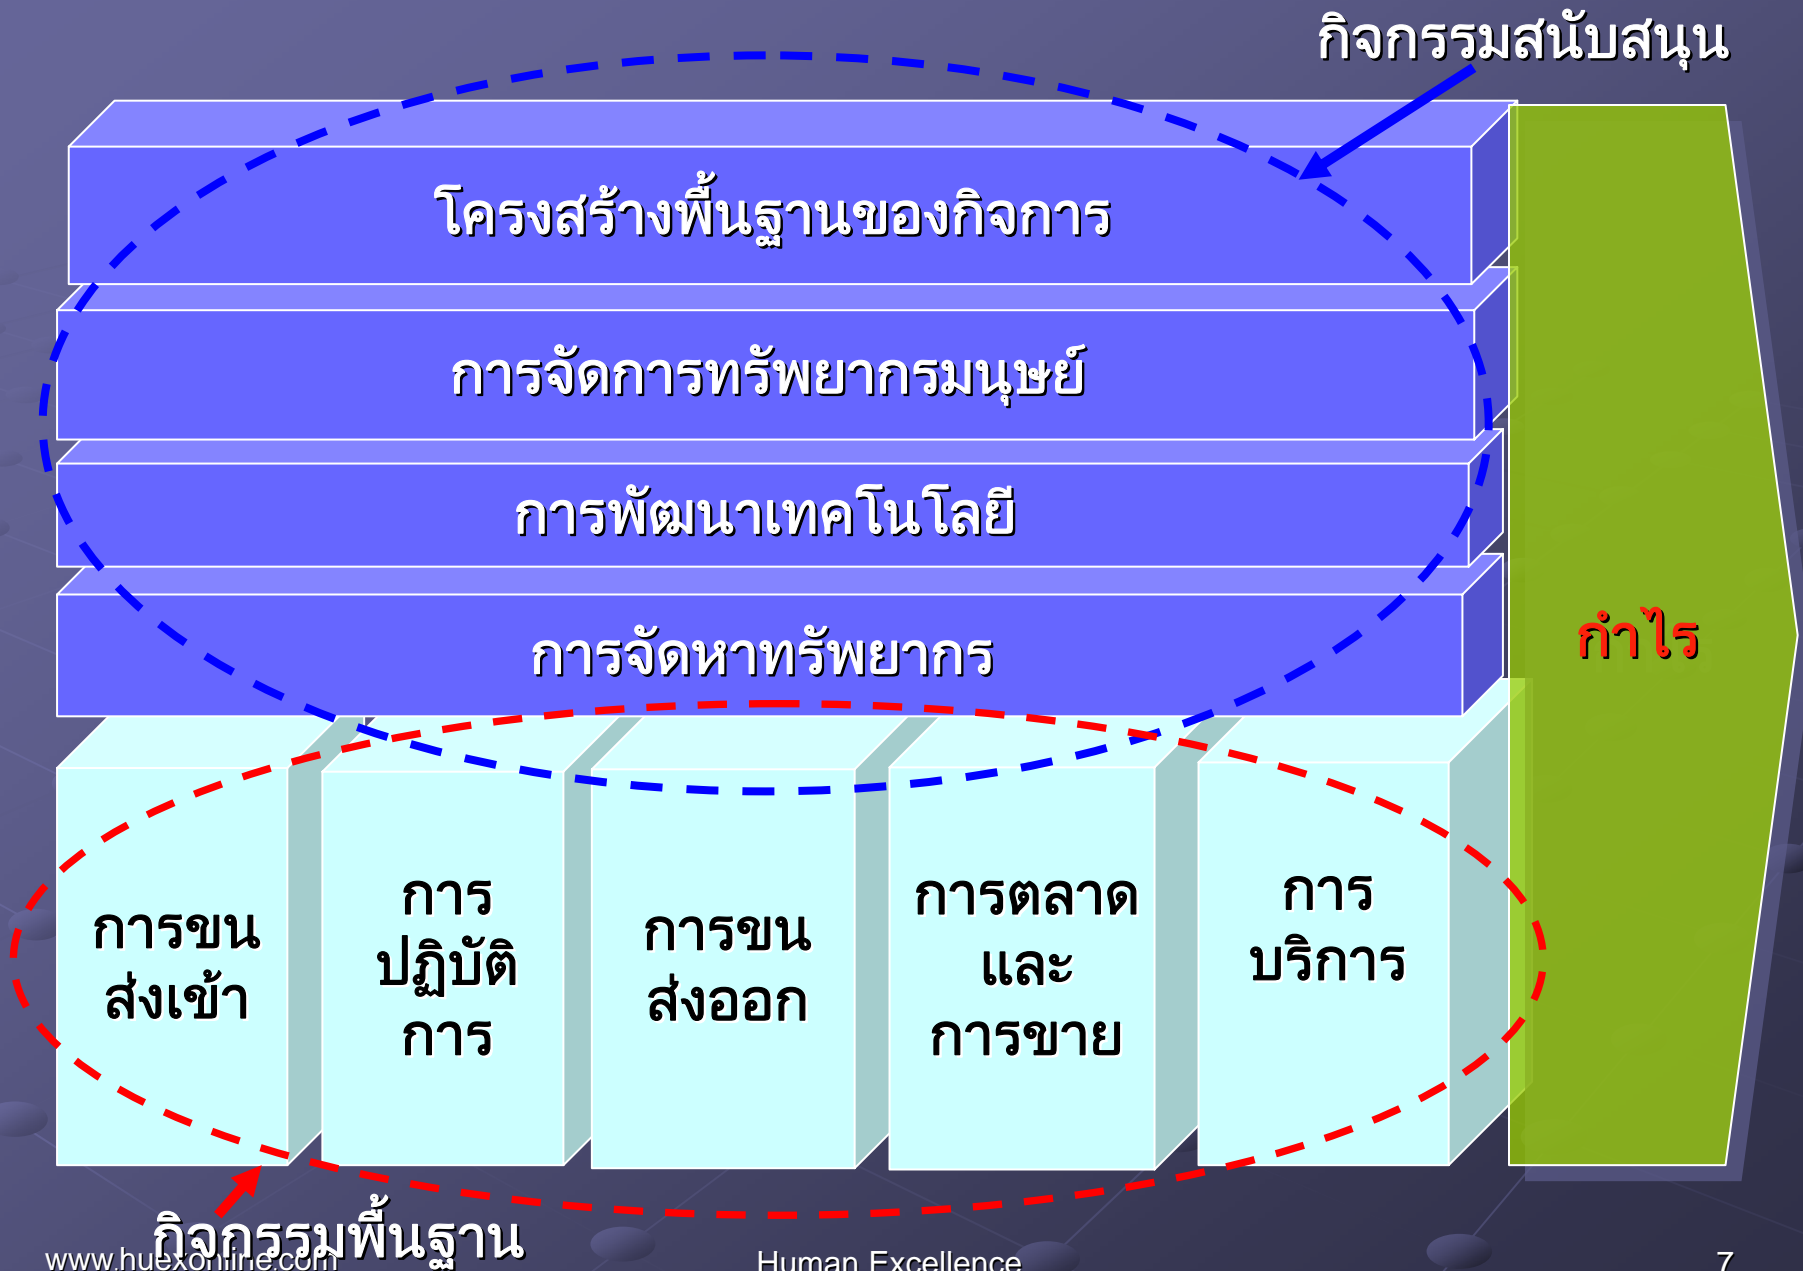 กิจกรรมสนับสนุน
โครงสร้างพื้นฐานของกิจการ
การจัดการทรัพยากรมนุษย์
การพัฒนาเทคโนโลยี
การจัดหาทรัพยากร
กำไร
การขน
ส่งเข้า
การ
ปฏิบัติ
การ
การขน
ส่งออก
การตลาด
และ
การขาย
การ
บริการ
กิจกรรมพื้นฐาน
www.huexonline.com
Human Excellence
7